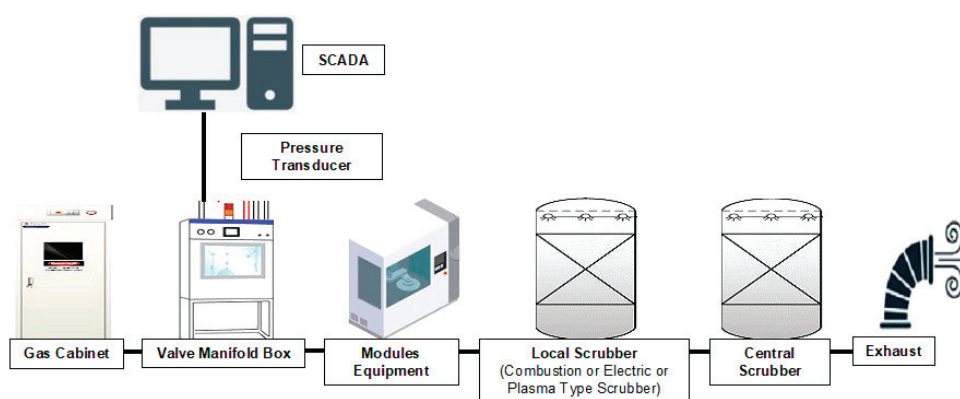 SCADA
Pressure
Transducer
Gas Cabinet
Valve Manifold Box
Modules
Equipment
Local Scrubber
(Combustion or Electric or
Plasma Type Scrubber)
Central
Scrubber
Exhaust